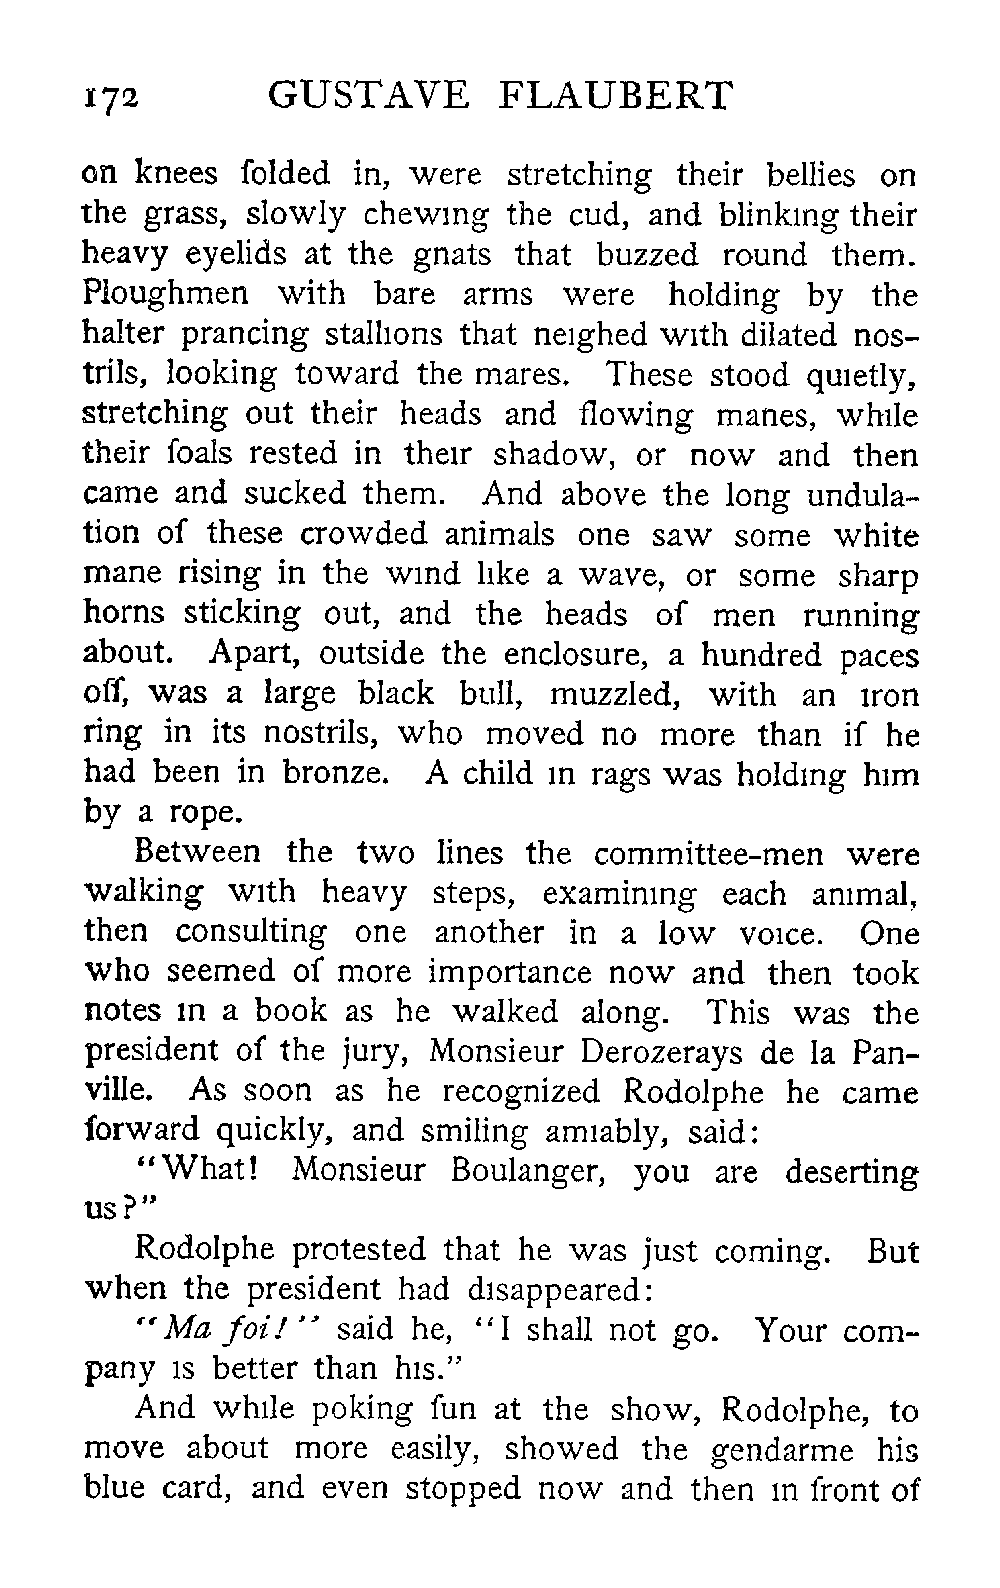 172 GUSTAVE FLAUBERT
on knees folded in, were stretching their bellies on
the grass, slowly chewing the cud, and blinking their
heavy eyelids at the gnats that buzzed round them.
Ploughmen with bare arms were holding by the
halter prancing stallions that neighed with dilated nos-
trils, looking toward the mares. These stood quietly,
stretching out their heads and flowing manes, while
their foals rested in their shadow, or now and then
came and sucked them. And above the long undula-
tion of these crowded animals one saw some white
mane rising in the wind like a wave, or some sharp
horns sticking out, and the heads of men running
about. Apart, outside the enclosure, a hundred paces
off, was a large black bull, muzzled, with an iron
ring in its nostrils, who moved no more than if he
had been in bronze. A child in rags was holding him
by a rope.
Between the two lines the committee-men were
walking with heavy steps, examining each animal,
then consulting one another in a low voice. One
who seemed of more importance now and then took
notes in a book as he walked along. This was the
president of the jury, Monsieur Derozerays de la Pan-
ville. As soon as he recognized Rodolphe he came
forward quickly, and smiling amiably, said:
"What! Monsieur Boulanger, you are deserting
us?"
Rodolphe protested that he was just coming. But
when the president had disappeared:
"Ma foi!" said he, "I shall not go. Your com-
pany is better than his."
And while poking fun at the show, Rodolphe, to
move about more easily, showed the gendarme his
blue card, and even stopped now and then in front of